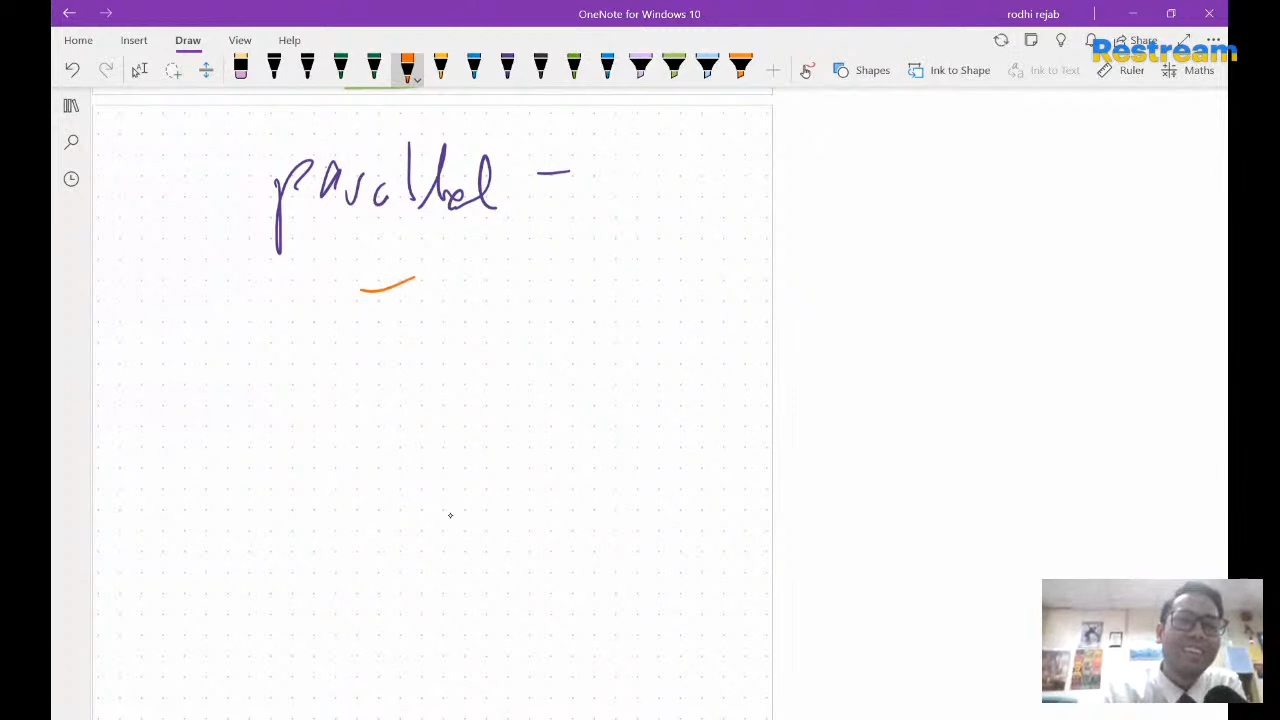 OneNote for Windows 10
rodhi rejab
Home Insert Draw View Help
Share
Restream
Shapes Ink to Shape Ink to Text Ruler Maths
parallel -